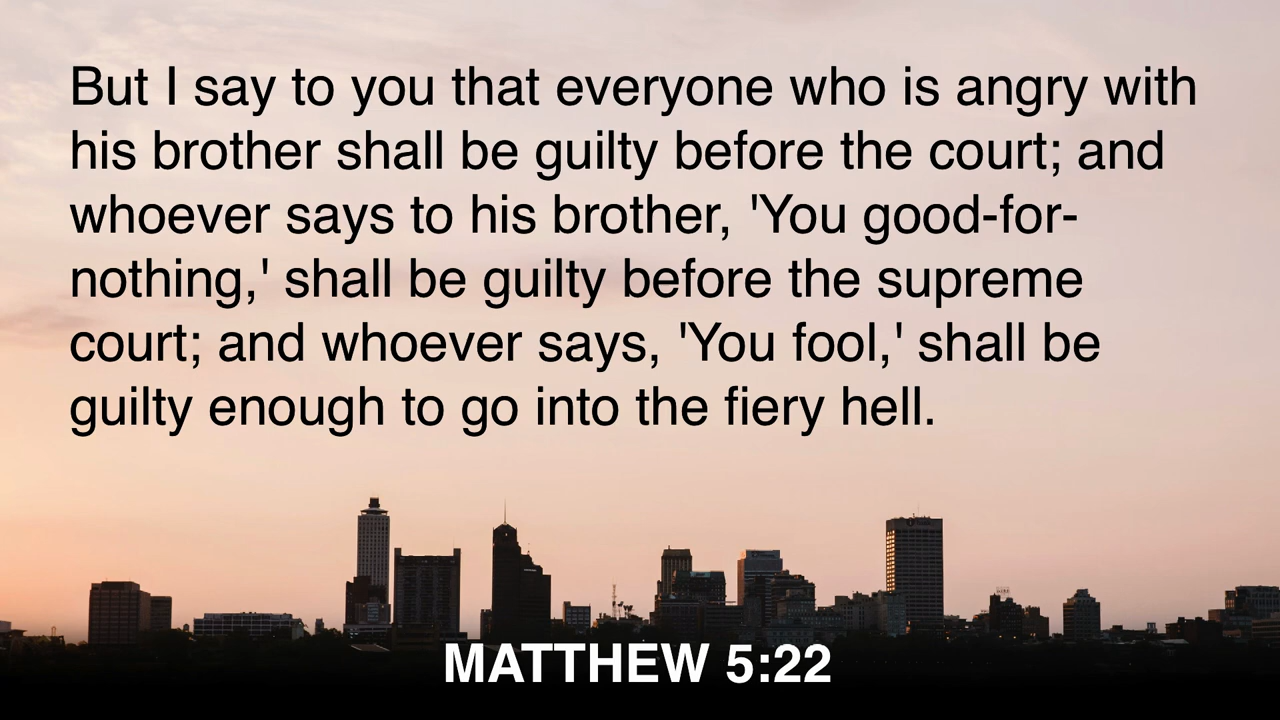 But I say to you that everyone who is angry with
his brother shall be guilty before the court; and
whoever says to his brother, 'You good-for-
nothing,' shall be guilty before the supreme
court; and whoever says, 'You fool,' shall be
guilty enough to go into the fiery hell.
MATTHEW 5:22